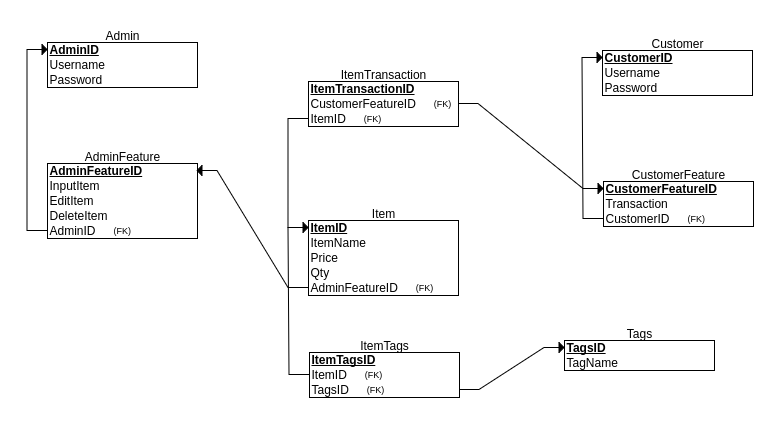 Admin
AdminID
Username
Password
AdminFeature
AdminFeatureID
InputItem
EditItem
DeleteItem
AdminID (FK)
ItemTransaction
ItemTransactionID
CustomerFeatureID (FK)
ItemID (FK)
Item
ItemID
ItemName
Price
Qty
AdminFeatureID (FK)
ItemTags
ItemTagsID
ItemID (FK)
TagsID (FK)
Customer
CustomerID
Username
Password
CustomerFeature
CustomerFeatureID
Transaction
CustomerID (FK)
Tags
TagsID
TagName